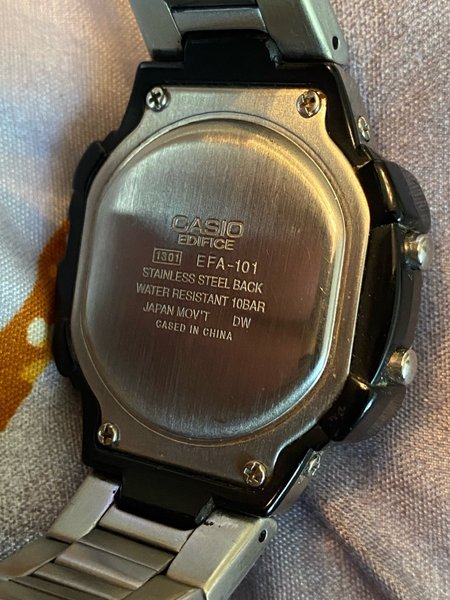 CASIO
EDIFICE
1301 EFA-101
STAINLESS STEEL BACK
WATER RESISTANT 10BAR
JAPAN MOV'T DW
CASED IN CHINA